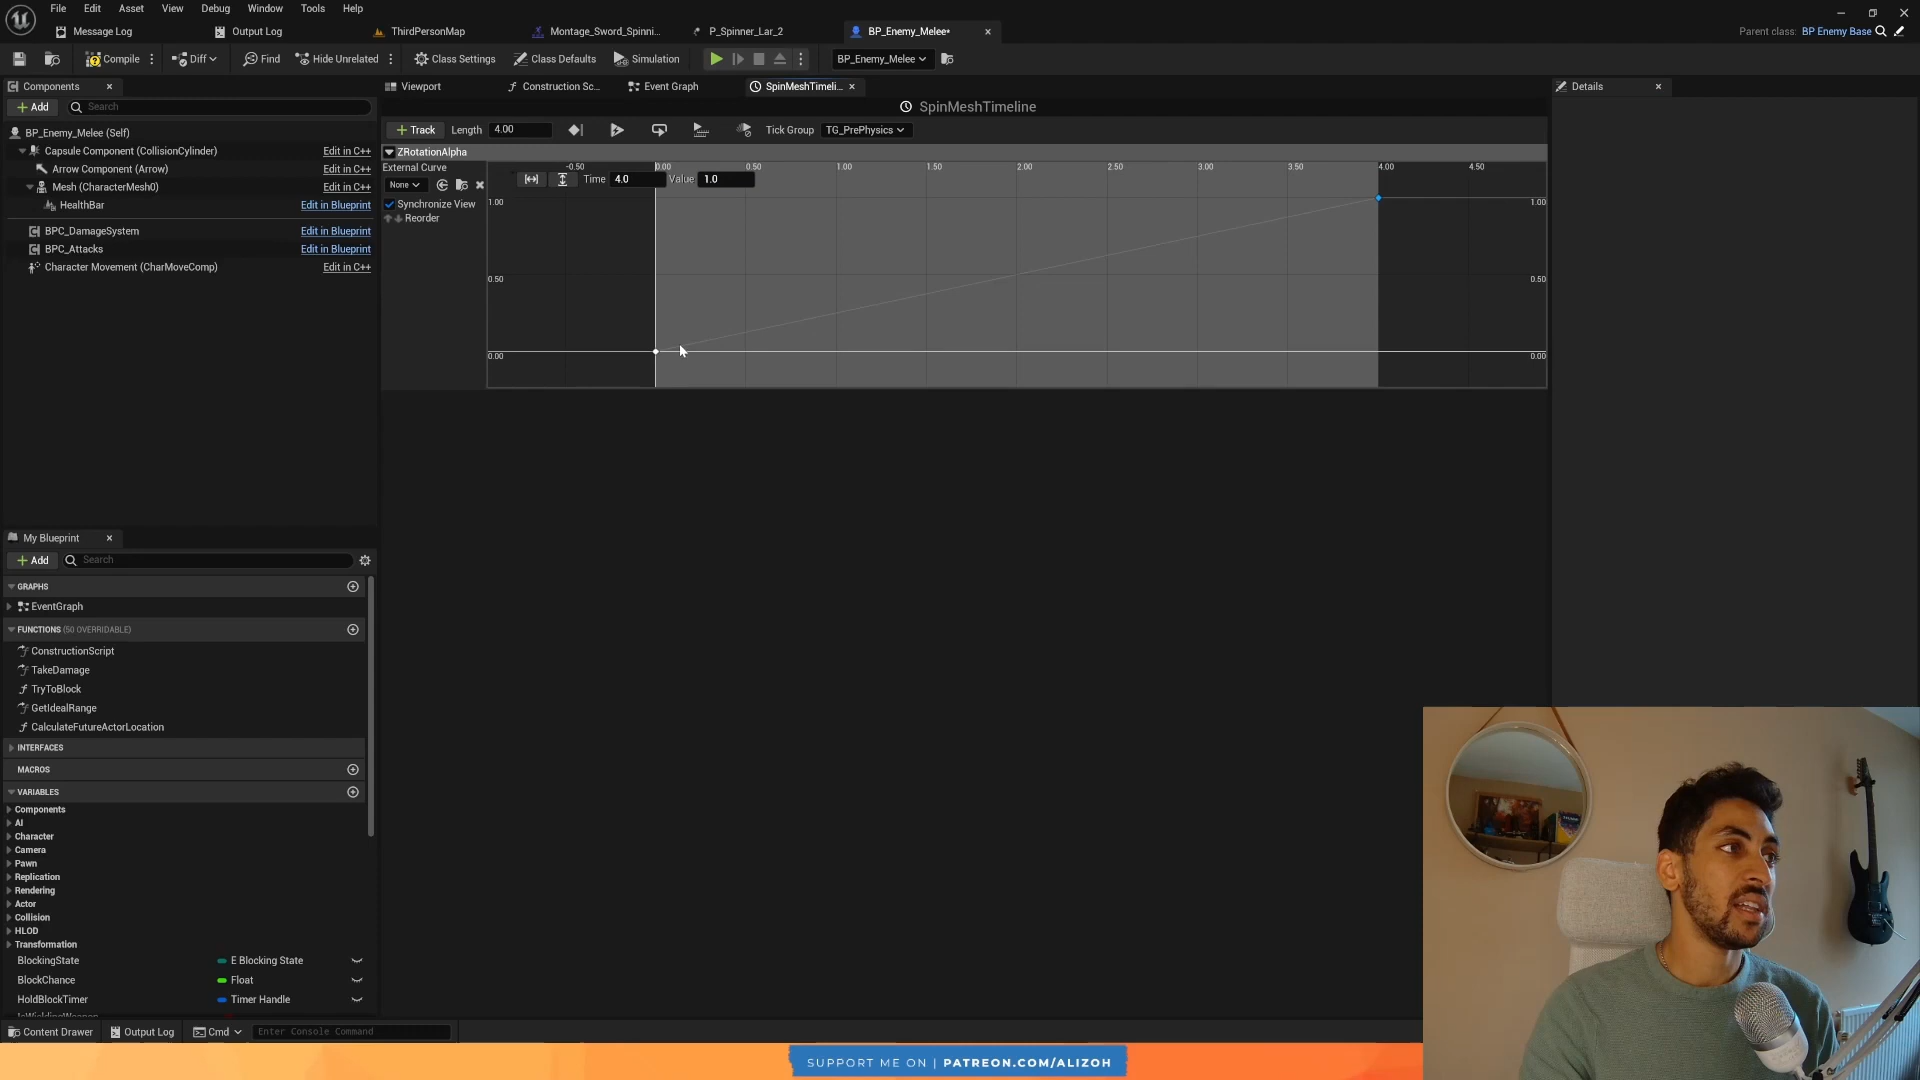 File Edit Asset View Debug Window Tools Help
Message Log Output Log ThirdPersonMap Montage_Sword_Spinni... P_Spinner_Lar_2 BP_Enemy_Melee* Parent class: BP Enemy Base
Compile Diff Find Hide Unrelated Class Settings Class Defaults Simulation BP_Enemy_Melee
Components Viewport Construction Sc... Event Graph SpinMeshTimeli... Details
Add Search SpinMeshTimeline
Track Length 4.00 Tick Group TG_PrePhysics
BP_Enemy_Melee (Self)
Capsule Component (CollisionCylinder) Edit in C++
Arrow Component (Arrow) Edit in C++
Mesh (CharacterMesh0) Edit in C++
HealthBar Edit in Blueprint
BPC_DamageSystem Edit in Blueprint
BPC_Attacks Edit in Blueprint
Character Movement (CharMoveComp) Edit in C++
ZRotationAlpha
External Curve
None
Synchronize View
Reorder
-0.50 0.00 0.50 1.00 1.50 2.00 2.50 3.00 3.50 4.00 4.50
Time 4.0 Value 1.0
1.00 1.00
0.50 0.50
0.00 0.00
My Blueprint
Add Search
GRAPHS
EventGraph
FUNCTIONS (50 OVERRIDABLE)
ConstructionScript
TakeDamage
TryToBlock
GetIdealRange
CalculateFutureActorLocation
INTERFACES
MACROS
VARIABLES
Components
AI
Character
Camera
Pawn
Replication
Rendering
Actor
Collision
HLOD
Transformation
BlockingState E Blocking State
BlockChance Float
HoldBlockTimer Timer Handle
Content Drawer Output Log Cmd Enter Console Command
SUPPORT ME ON | PATREON.COM/ALIZOH